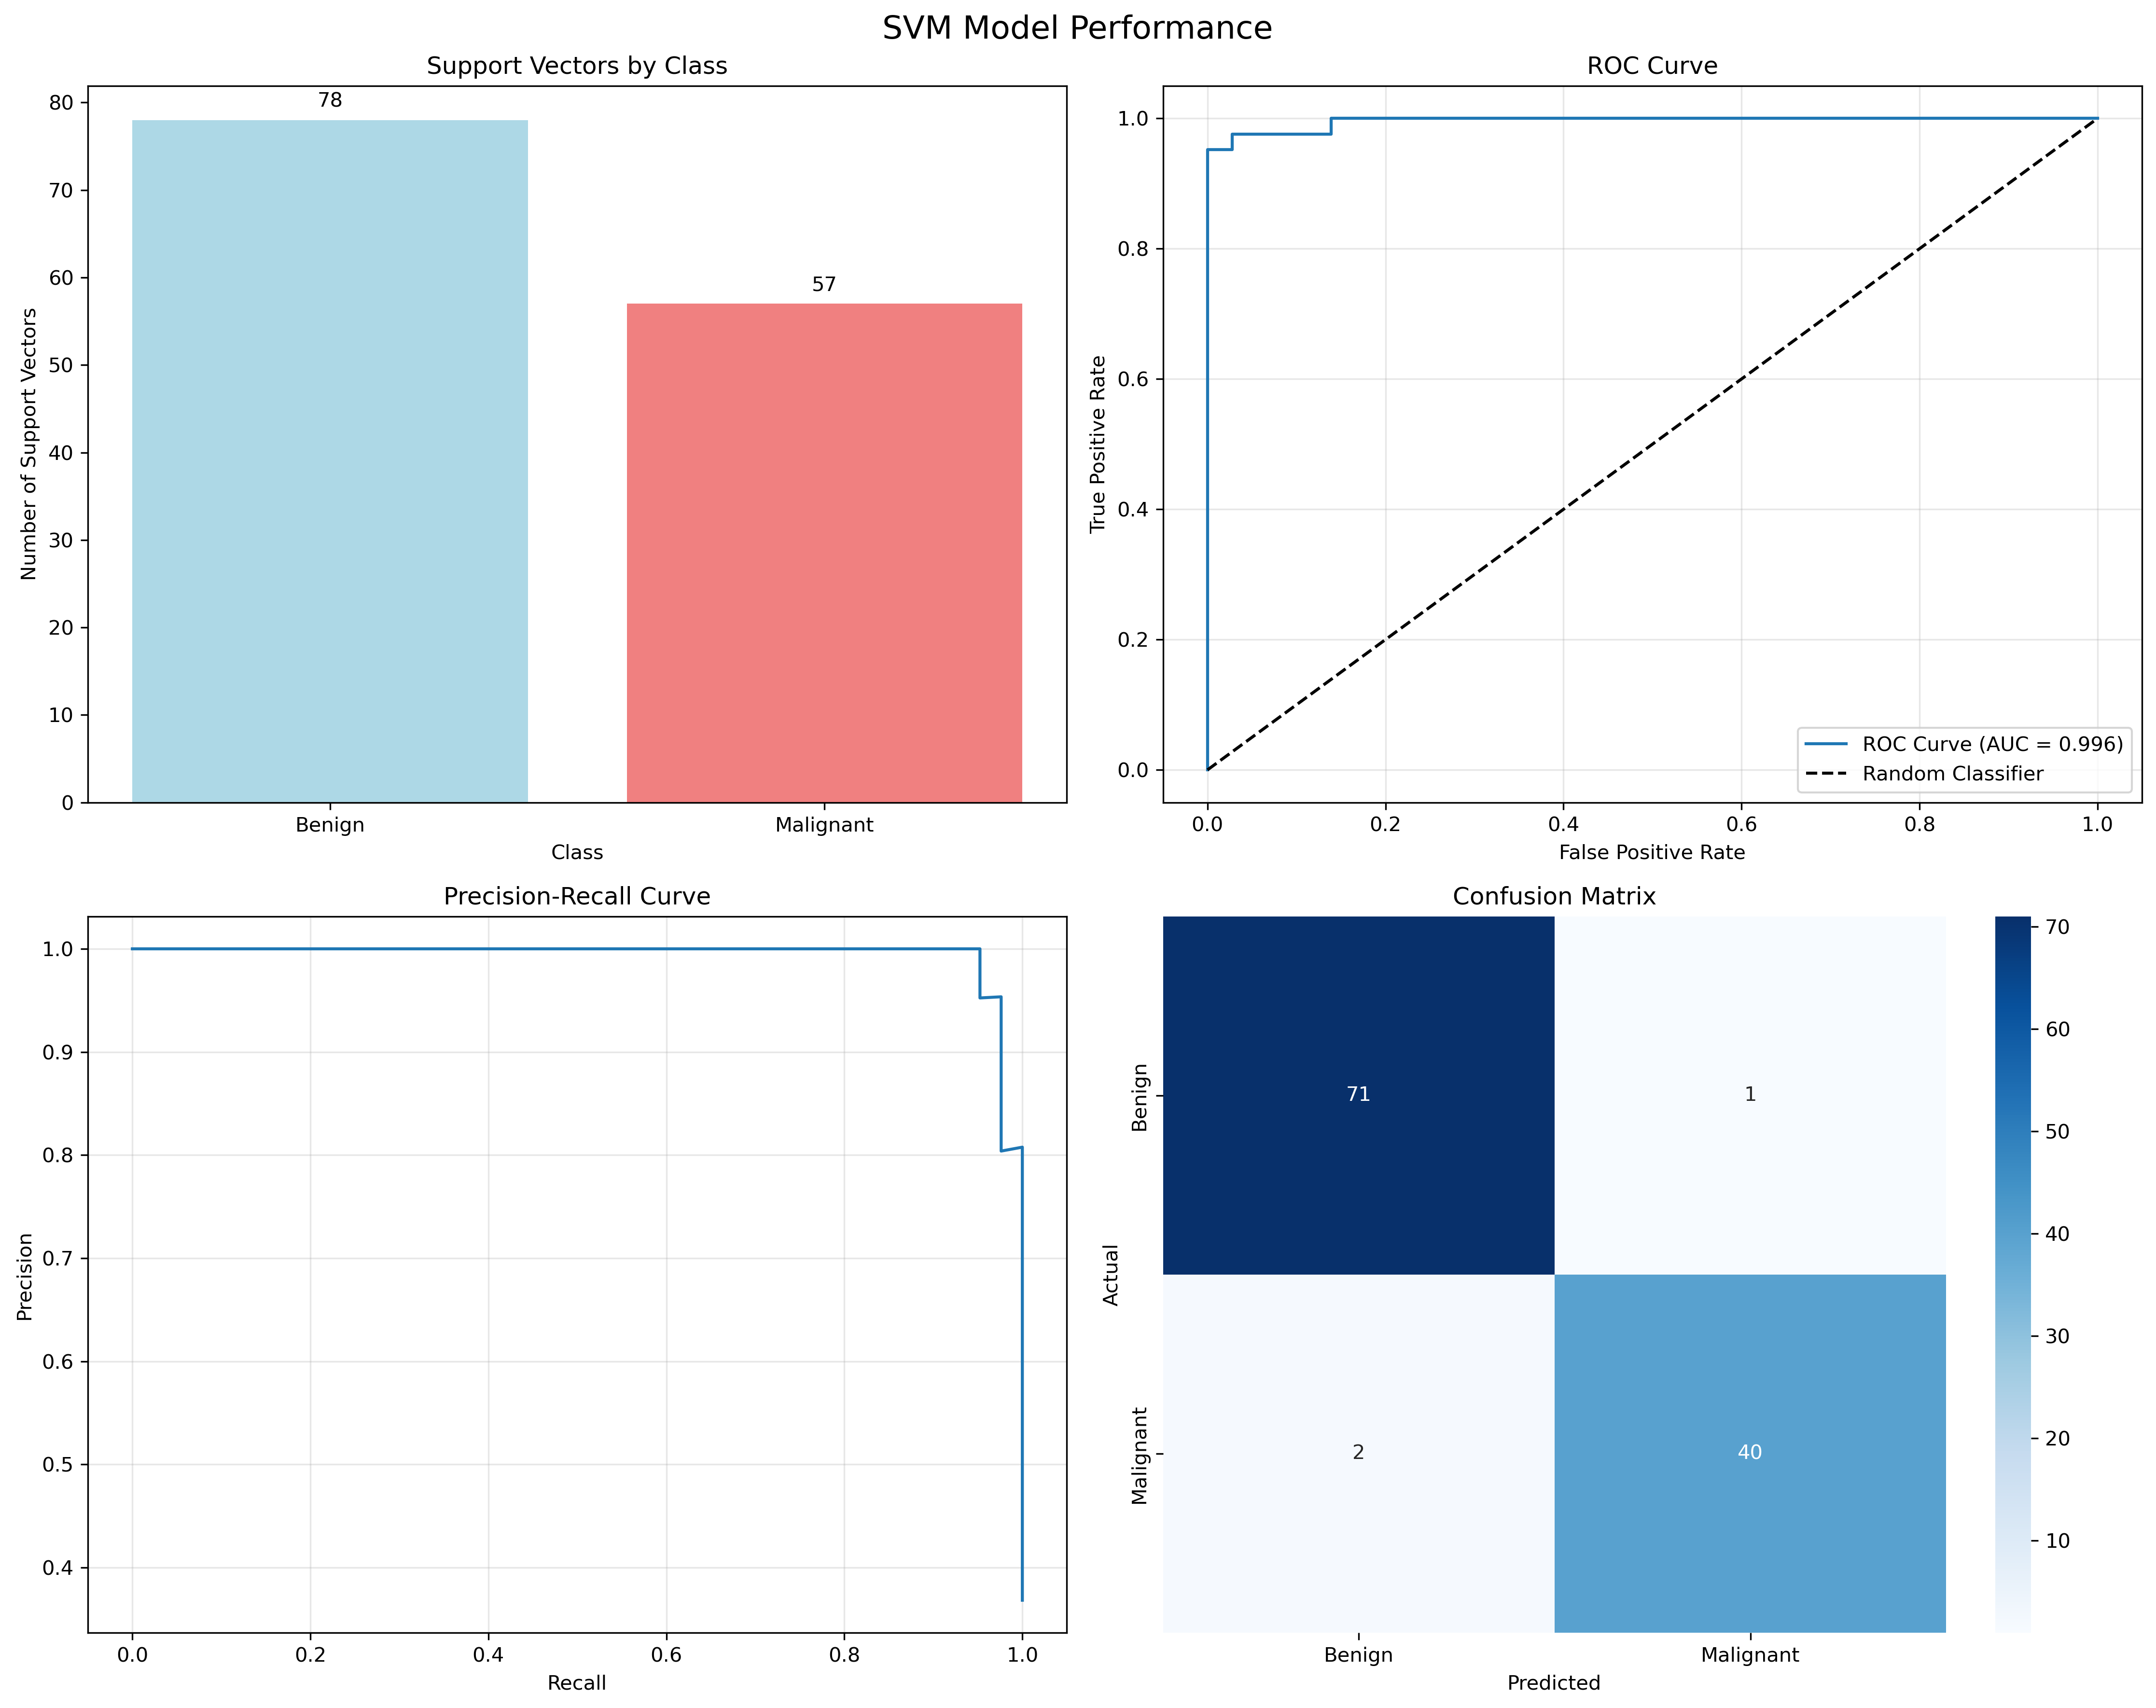 SVM Model Performance
Support Vectors by Class
80
70
60
50
40
30
20
10
0
Number of Support Vectors
78
57
Benign
Malignant
Class
ROC Curve
1.0
0.8
0.6
0.4
0.2
0.0
True Positive Rate
ROC Curve (AUC = 0.996)
Random Classifier
0.0 0.2 0.4 0.6 0.8 1.0
False Positive Rate
Precision-Recall Curve
1.0
0.9
0.8
0.7
0.6
0.5
0.4
Precision
0.0 0.2 0.4 0.6 0.8 1.0
Recall
Confusion Matrix
Actual
Benign
Malignant
71 1
2 40
Benign Malignant
Predicted
70
60
50
40
30
20
10